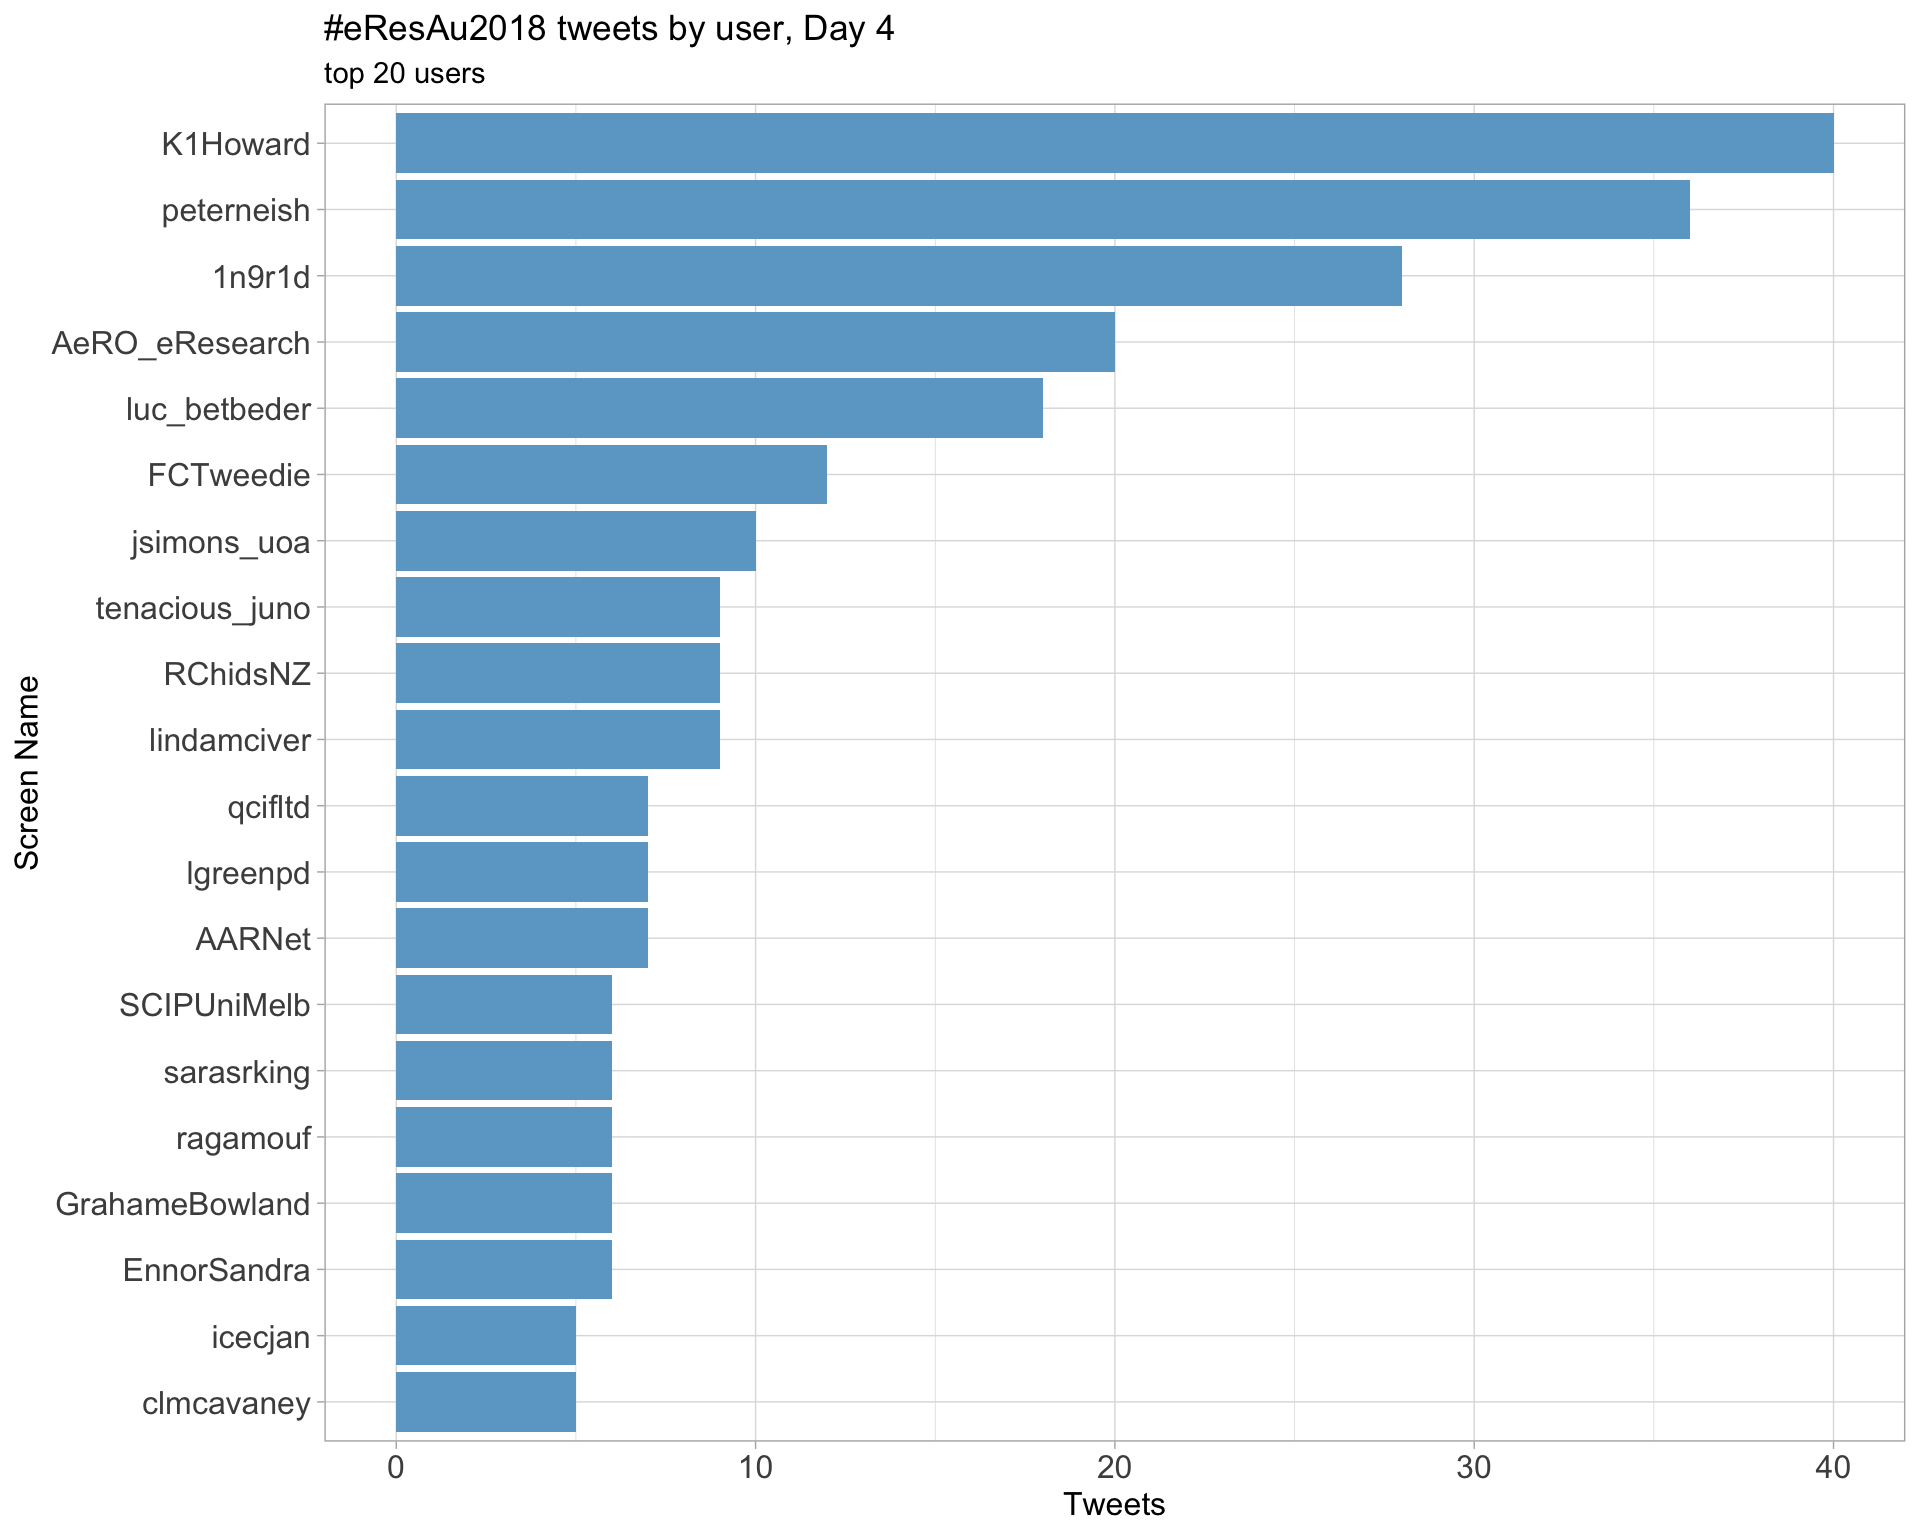 #eResAu2018 tweets by user, Day 4
top 20 users
Screen Name
K1Howard
peterneish
1n9r1d
AeRO_eResearch
luc_betbeder
FCTweedie
jsimons_uoa
tenacious_juno
RChidsNZ
lindamciver
qcifltd
lgreenpd
AARNet
SCIPUniMelb
sarasrking
ragamouf
GrahameBowland
EnnorSandra
icecjan
clmcavaney
0 10 20 30 40
Tweets